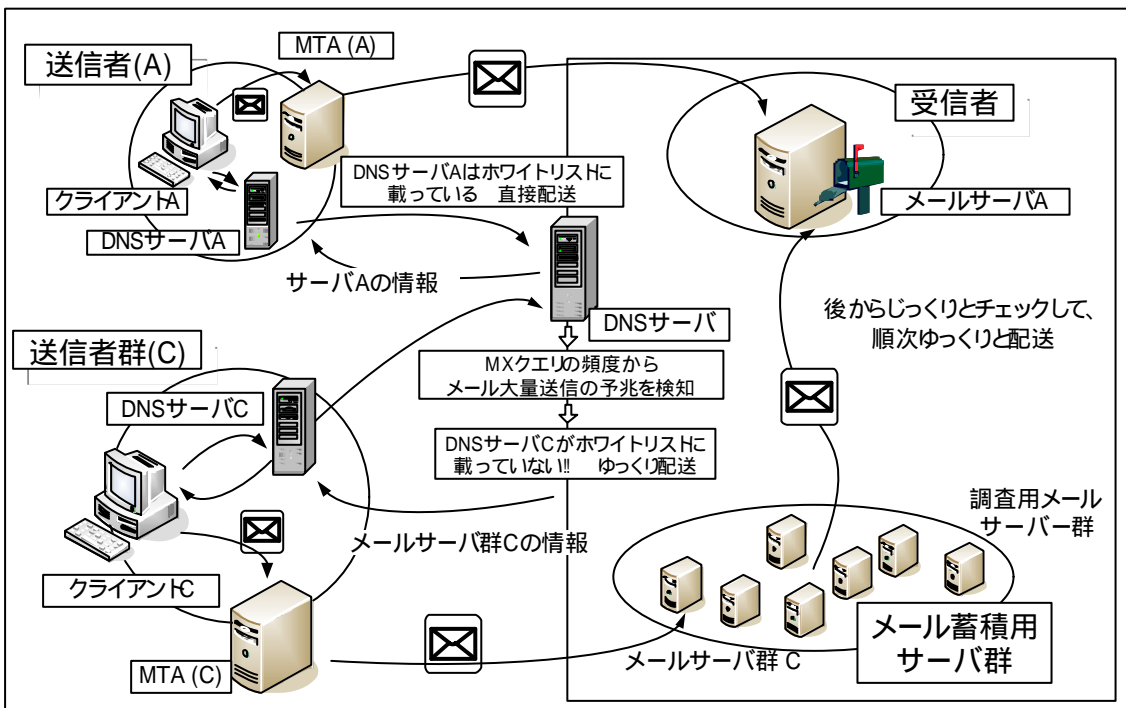 MTA (A)
送信者(A)
クライアントA
DNSサーバA
DNSサーバAはホワイトリストに
載っている 直接配送
サーバAの情報
受信者
メールサーバA
DNSサーバ
後からじっくりとチェックして、
順次ゆっくりと配送
MXクエリの頻度から
メール大量送信の予兆を検知
DNSサーバCがホワイトリストに
載っていない!! ゆっくり配送
送信者群(C)
DNSサーバC
クライアントC
MTA (C)
メールサーバ群Cの情報
調査用メール
サーバー群
メールサーバ群 C
メール蓄積用
サーバ群